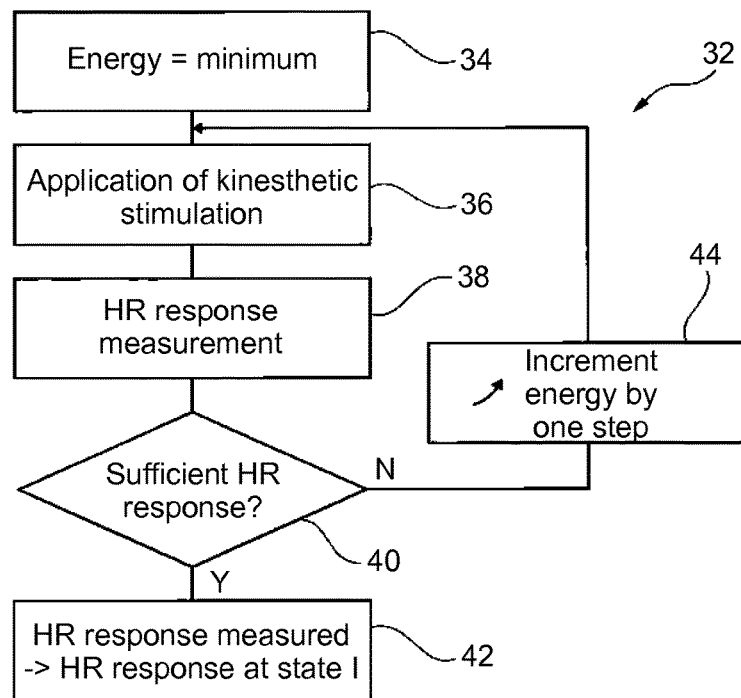 Energy = minimum
34
32
Application of kinesthetic
stimulation
36
HR response
measurement
38
44
Increment
energy by
one step
Sufficient HR
response?
N
40
Y
HR response measured
-> HR response at state I
42